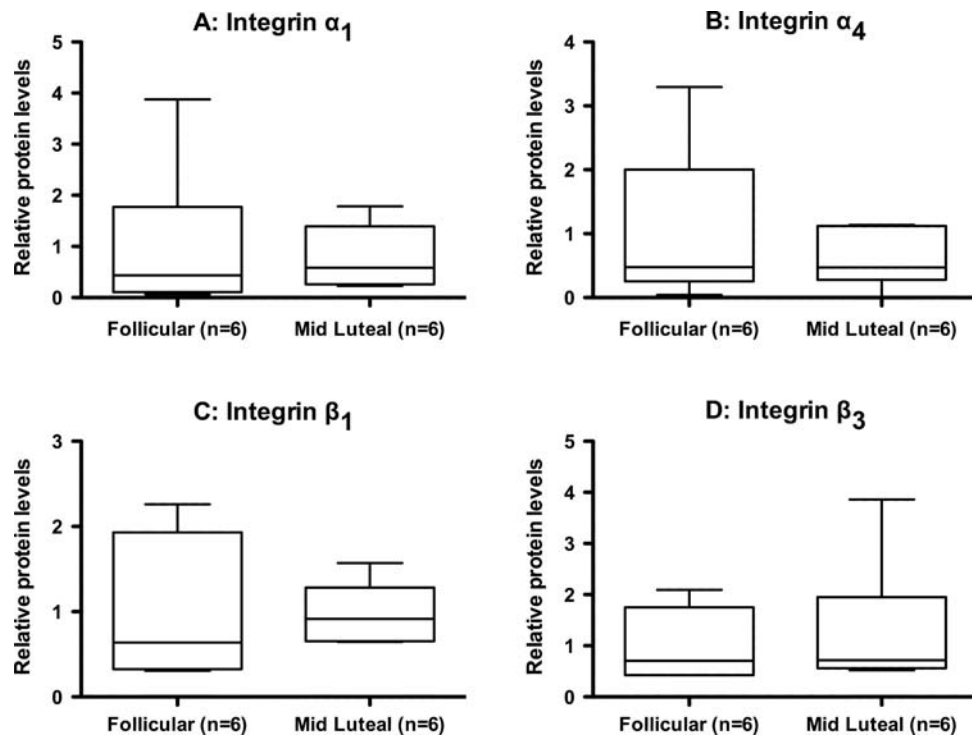 A: Integrin α1
Relative protein levels
5
4
3
2
1
0
Follicular (n=6)
Mid Luteal (n=6)
B: Integrin α4
Relative protein levels
4
3
2
1
0
Follicular (n=6)
Mid Luteal (n=6)
C: Integrin β1
Relative protein levels
3
2
1
0
Follicular (n=6)
Mid Luteal (n=6)
D: Integrin β3
Relative protein levels
5
4
3
2
1
0
Follicular (n=6)
Mid Luteal (n=6)